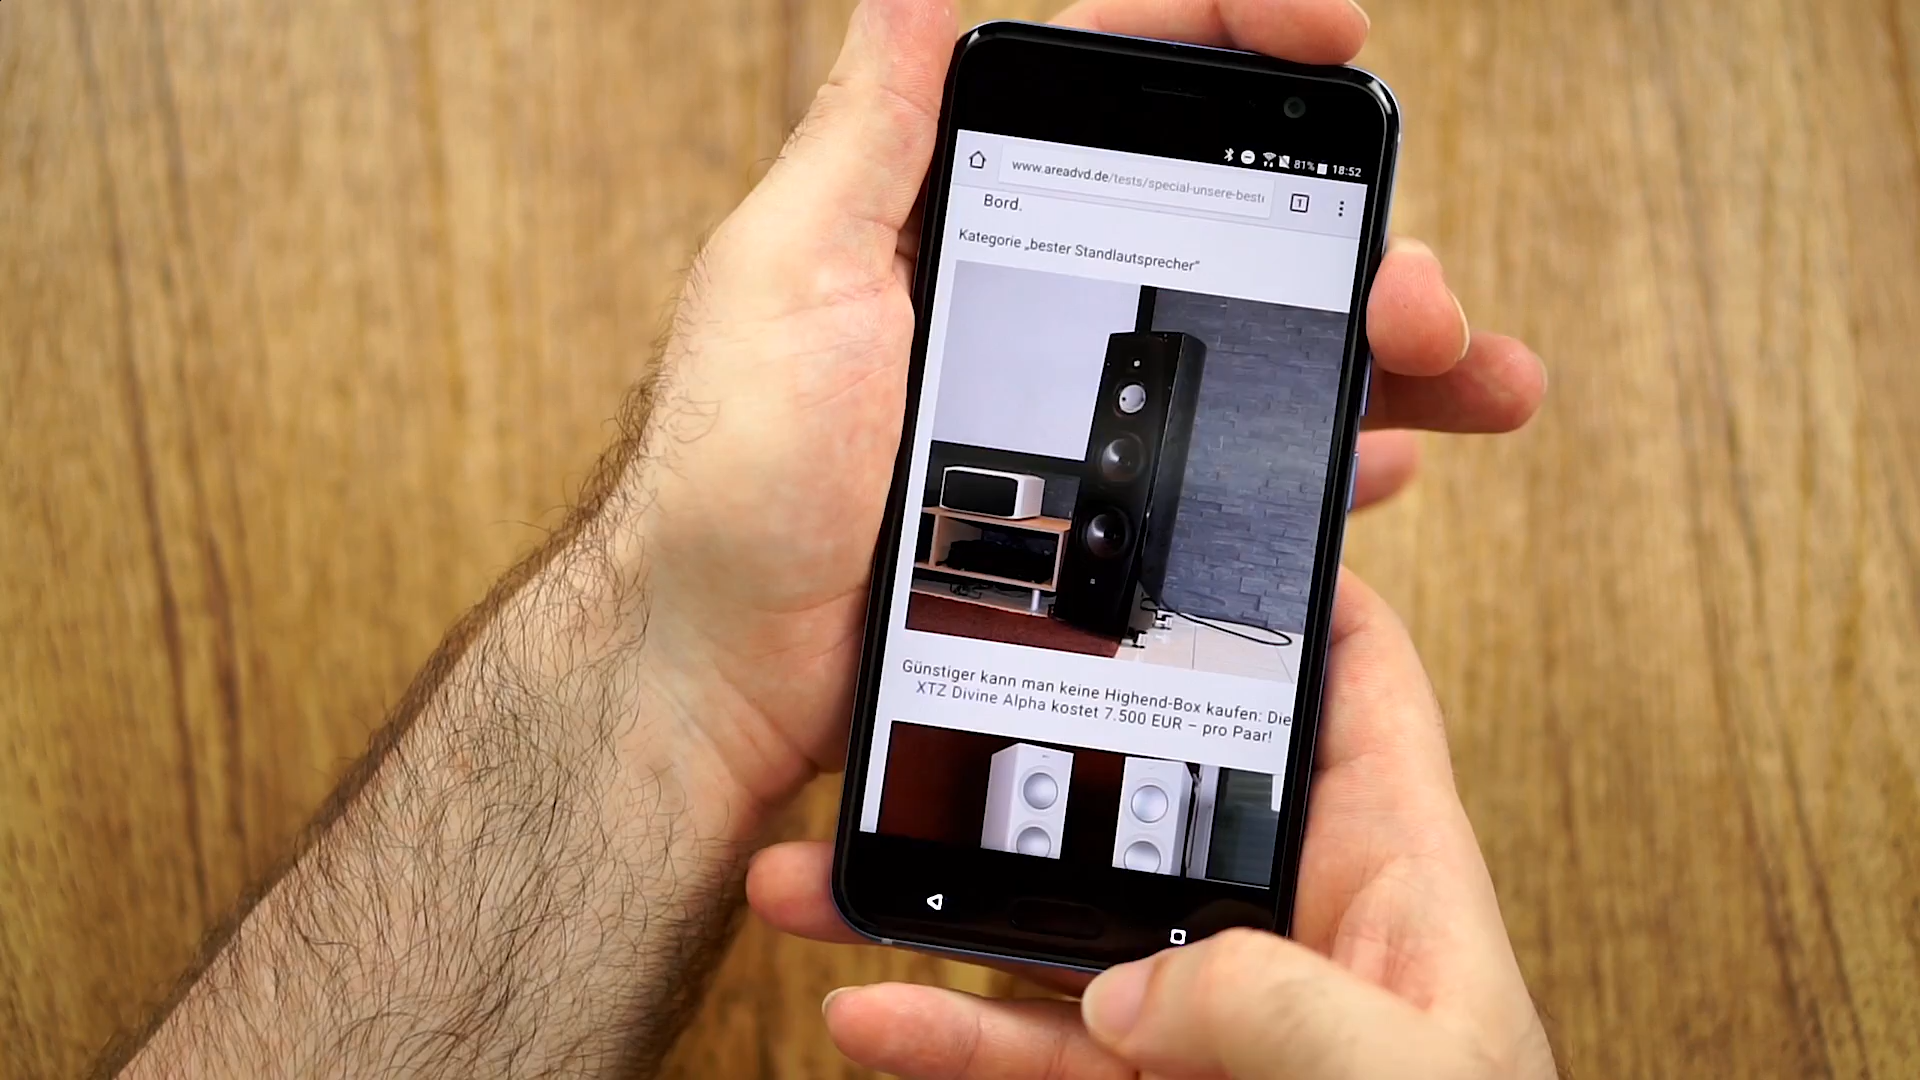 81% 18:52
www.areadvd.de/tests/special-unsere-best
1
Bord.
Kategorie „bester Standlautsprecher“
Günstiger kann man keine Highend-Box kaufen: Die
XTZ Divine Alpha kostet 7.500 EUR – pro Paar!